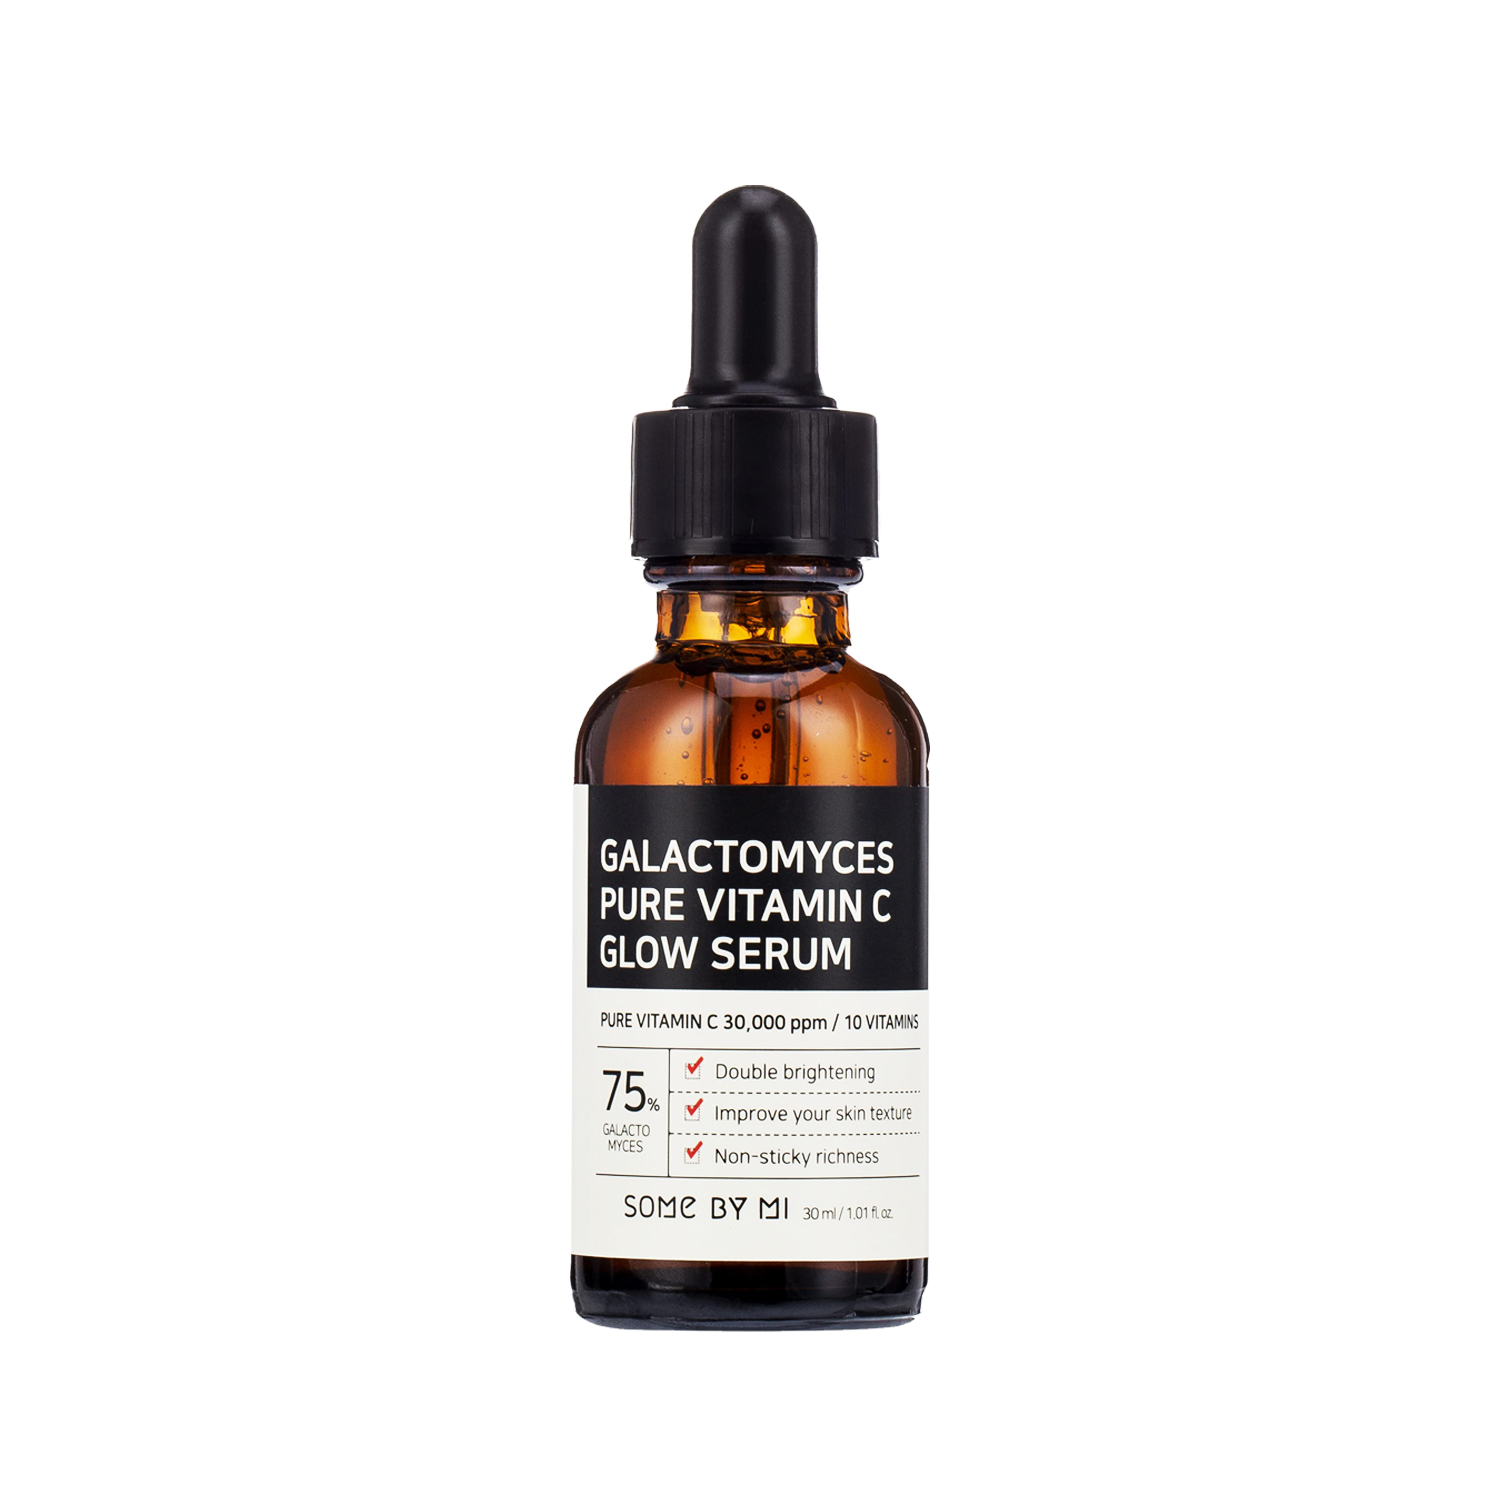 GALACTOMYCES
PURE VITAMIN C
GLOW SERUM
PURE VITAMIN C 30,000 ppm / 10 VITAMINS
75%
GALACTO
MYCES
Double brightening
Improve your skin texture
Non-sticky richness
SOME BY MI 30 ml / 1.01 fl. oz.